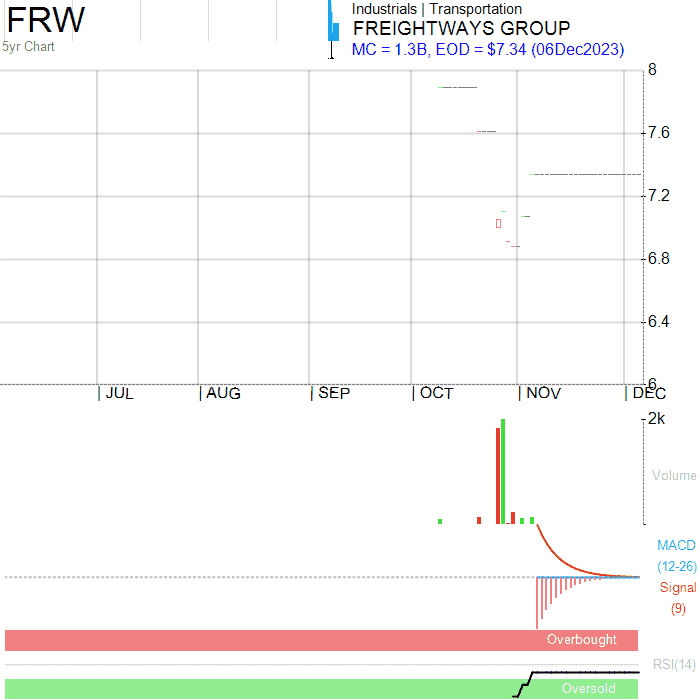 FRW
5yr Chart
Industrials | Transportation
FREIGHTWAYS GROUP
MC = 1.3B, EOD = $7.34 (06Dec2023)
8
7.6
7.2
6.8
6.4
6
JUL AUG SEP OCT NOV DEC
2k
Volume
MACD
(12-26)
Signal
(9)
Overbought
RSI(14)
Oversold